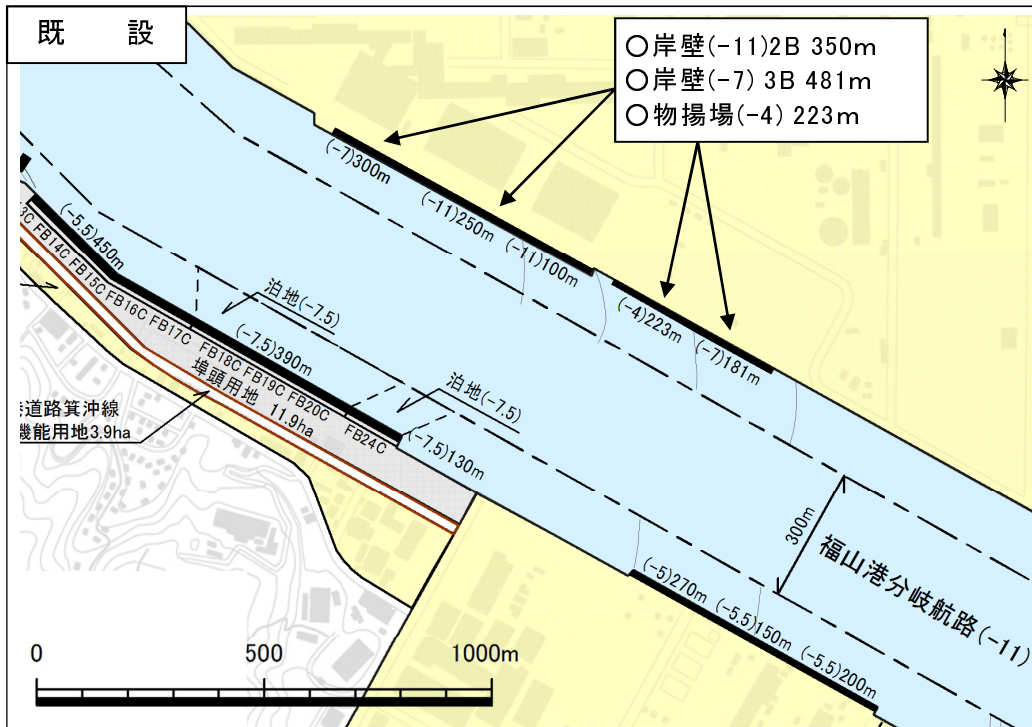 既 設
○岸壁(-11)2B 350m
○岸壁(-7) 3B 481m
○物揚場(-4) 223m
(-7)300m
(-11)250m
(-11)100m
(-4)223m
(-7)181m
(-5.5)450m
3C
FB14C
FB15C
FB16C
FB17C
FB18C
FB19C
FB20C
FB24C
泊地(-7.5)
(-7.5)390m
埠頭用地 11.9ha
泊地(-7.5)
(-7.5)130m
道路箕沖線
機能用地3.9ha
300m
福山港分岐航路(-11)
(-5)270m
(-5.5)150m
(-5.5)200m
0 500 1000m